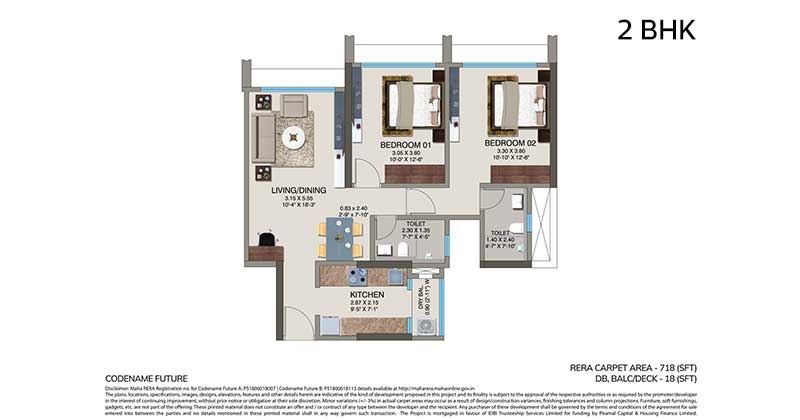 2 BHK
BEDROOM 01
3.05 X 3.80
10'-0" X 12'-6"
BEDROOM 02
3.30 X 3.80
10'-10" X 12'-6"
LIVING/DINING
3.15 X 5.55
10'-4" X 18'-3"
0.83 x 2.40
2'-9" x 7'-10"
TOILET
2.30 X 1.35
7'-7" X 4'-5"
TOILET
1.40 X 2.40
4'-7" X 7'-10"
KITCHEN
2.87 X 2.15
9'-5" X 7'-1"
DRY BAL.
0.90 (2'-11") W
RERA CARPET AREA - 718 (SFT)
DB, BALC/DECK - 18 (SFT)
CODENAME FUTURE
Disclaimer: Maha RERA Registration no. for Codename Future A: P51800018007 | Codename Future B: P51800018113 details available at http://maharera.mahaonline.gov.in
The plans, locations, specifications, images, designs, elevations, features and other details herein are indicative of the kind of development proposed in this layout and its finality is subject to the approval of the respective authorities or as required by the promoter/developer
in the interest of continuing improvement, without prior notice or obligation at their sole discretion. Minor variations (+/- 3%) in actual carpet areas may occur as a result of design/construction variances, finishing tolerances and column projections. Furniture, soft furnishings,
gadgets, etc. are not part of the offering. These printed material does not constitute an offer and / or contract of any type between the developer and the recipient. Any purchase of these development shall be governed by the terms and conditions of the agreement for sale
entered into between the parties and no details mentioned in these printed material shall in any way govern such transaction. The Project is mortgaged in favour of IDBI Trusteeship Services Limited for funding by Piramal Capital & Housing Finance Limited.